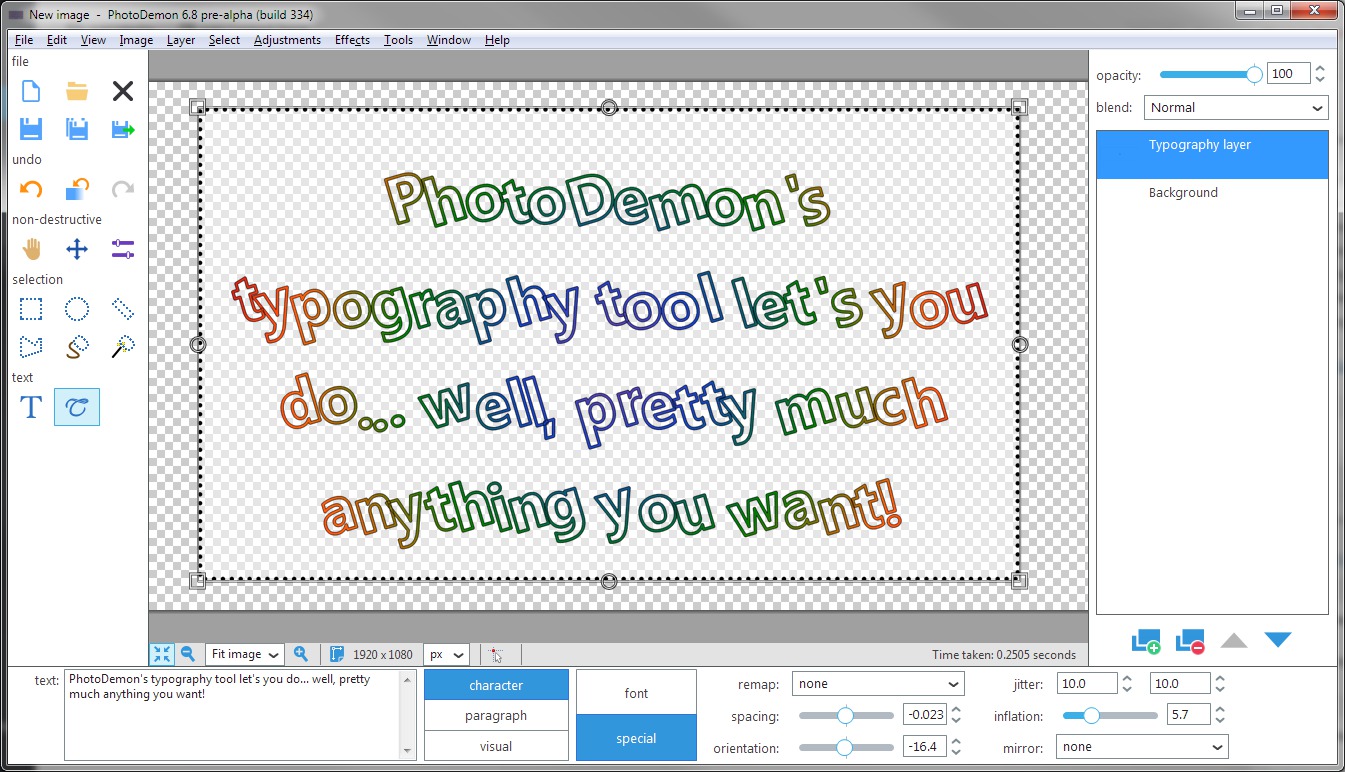 New image - PhotoDemon 6.8 pre-alpha (build 334)
File Edit View Image Layer Select Adjustments Effects Tools Window Help
file
undo
non-destructive
selection
text
T
PhotoDemon's
typography tool let's you
do... well, pretty much
anything you want!
opacity: 100
blend: Normal
Typography layer
Background
Fit image 1920 x 1080 px Time taken: 0.2505 seconds
text: PhotoDemon's typography tool let's you do... well, pretty
much anything you want!
character
paragraph
visual
font
special
remap: none
spacing: -0.023
orientation: -16.4
jitter: 10.0 10.0
inflation: 5.7
mirror: none